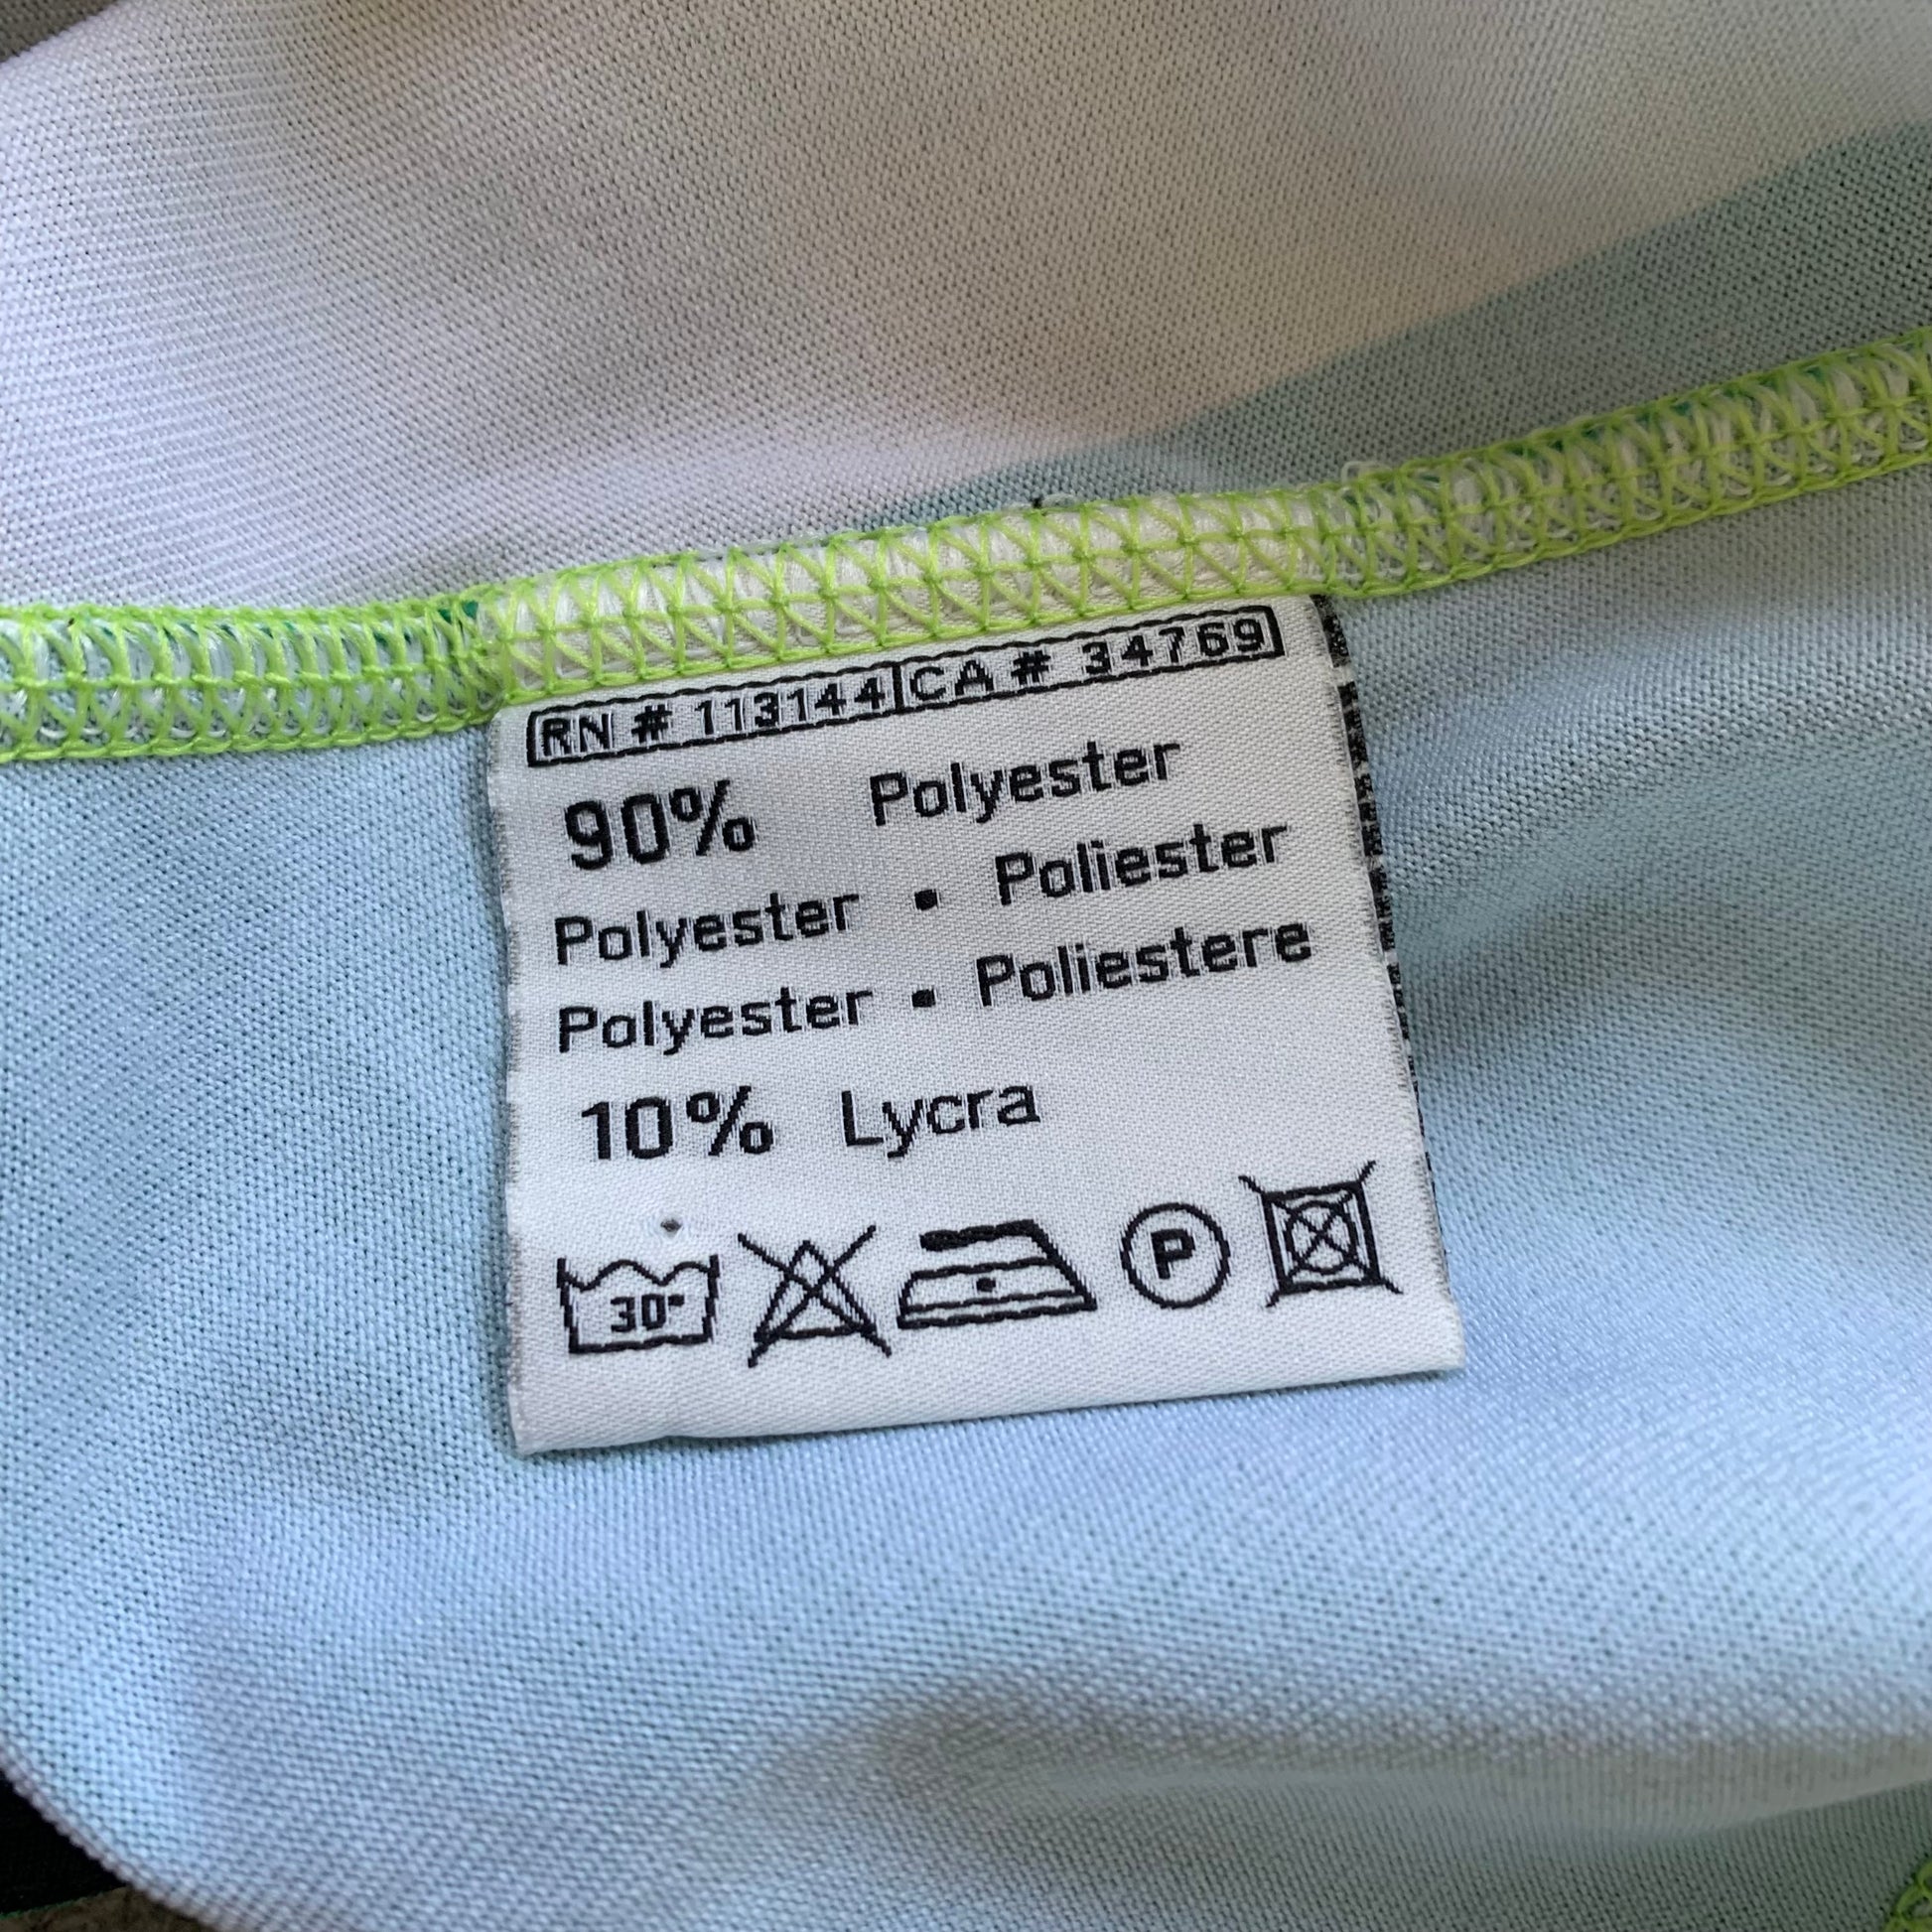 RN # 113144 CA # 34769
90% Polyester
Polyester • Poliester
Polyester • Poliestere
10% Lycra
30° P